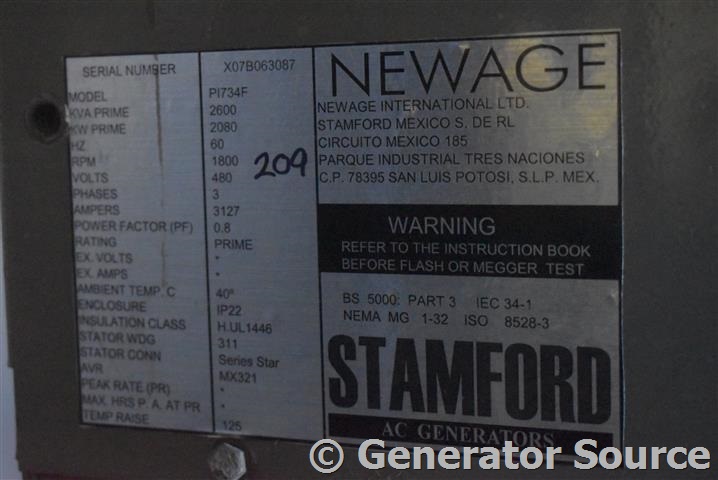 SERIAL NUMBER X07B063087
MODEL PI734F
KVA PRIME 2600
KW PRIME 2080
HZ 60
RPM 1800
VOLTS 480
PHASES 3
AMPERS 3127
POWER FACTOR (PF) 0.8
RATING PRIME
EX. VOLTS *
EX. AMPS *
AMBIENT TEMP. C 40º
ENCLOSURE IP22
INSULATION CLASS H.UL1446
STATOR WDG 311
STATOR CONN Series Star
AVR MX321
PEAK RATE (PR) *
MAX. HRS P. A. AT PR *
TEMP RAISE 125
209
NEWAGE
NEWAGE INTERNATIONAL LTD.
STAMFORD MEXICO S. DE RL
CIRCUITO MEXICO 185
PARQUE INDUSTRIAL TRES NACIONES
C.P. 78395 SAN LUIS POTOSI, S.L.P. MEX.
WARNING
REFER TO THE INSTRUCTION BOOK
BEFORE FLASH OR MEGGER TEST
BS 5000: PART 3 IEC 34-1
NEMA MG 1-32 ISO 8528-3
STAMFORD
AC GENERATORS
© Generator Source